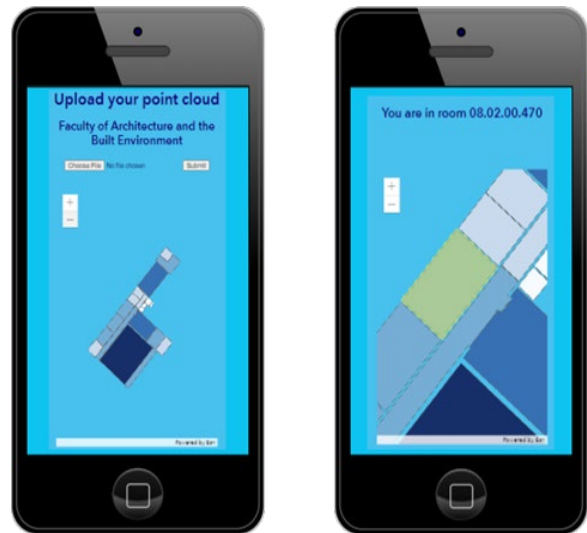 Upload your point cloud
Faculty of Architecture and the
Built Environment
Choose File No file chosen Submit
+
−
Powered by Esri
You are in room 08.02.00.470
+
−
Powered by Esri